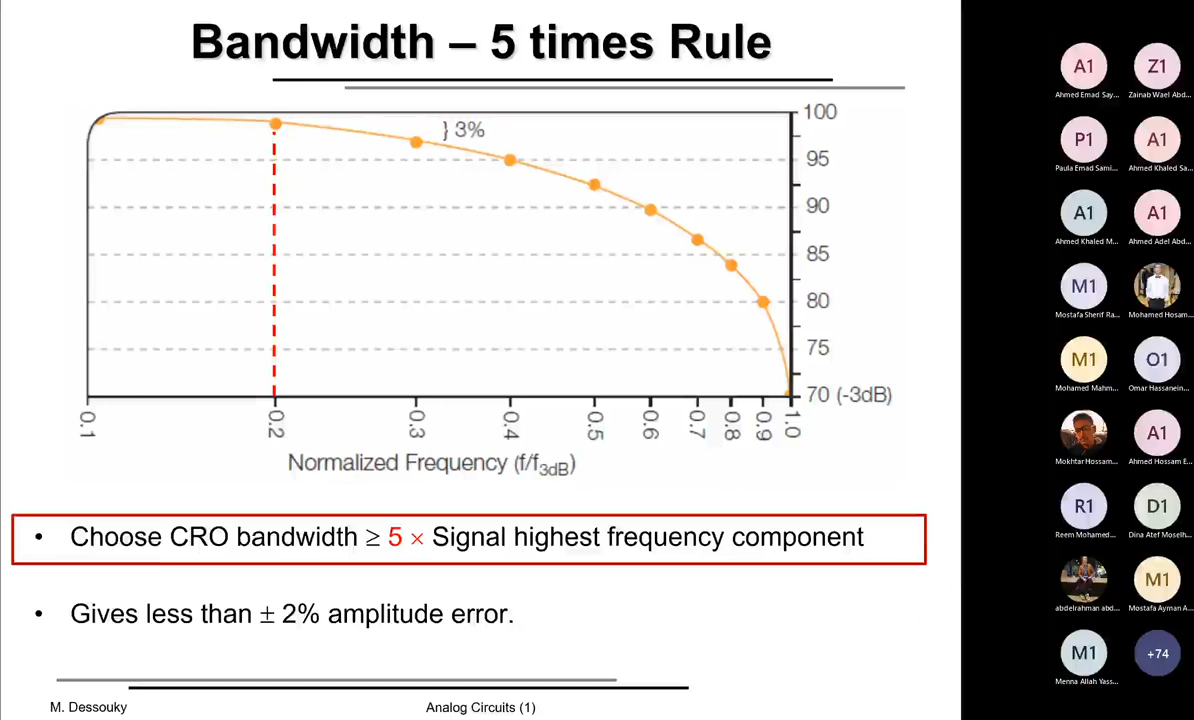 Bandwidth – 5 times Rule
} 3%
100
95
90
85
80
75
70 (-3dB)
0.1
0.2
0.3
0.4
0.5
0.6
0.7
0.8
0.9
1.0
Normalized Frequency (f/f3dB)
• Choose CRO bandwidth ≥ 5 × Signal highest frequency component
• Gives less than ± 2% amplitude error.
M. Dessouky
Analog Circuits (1)
A1
Z1
Ahmed Emad Say...
Zainab Wael Abd...
P1
A1
Paula Emad Sami...
Ahmed Khaled Sa...
A1
A1
Ahmed Khaled M...
Ahmed Adel Abd...
M1
Mostafa Sherif Ra...
Mohamed Hosam...
M1
O1
Mohamed Mahm...
Omar Hassanein...
A1
Mokhtar Hossam...
Ahmed Hossam E...
R1
D1
Reem Mohamed...
Dina Atef Moselh...
M1
abdelrahman abd...
Mostafa Ayman A...
M1
+74
Menna Allah Yass...